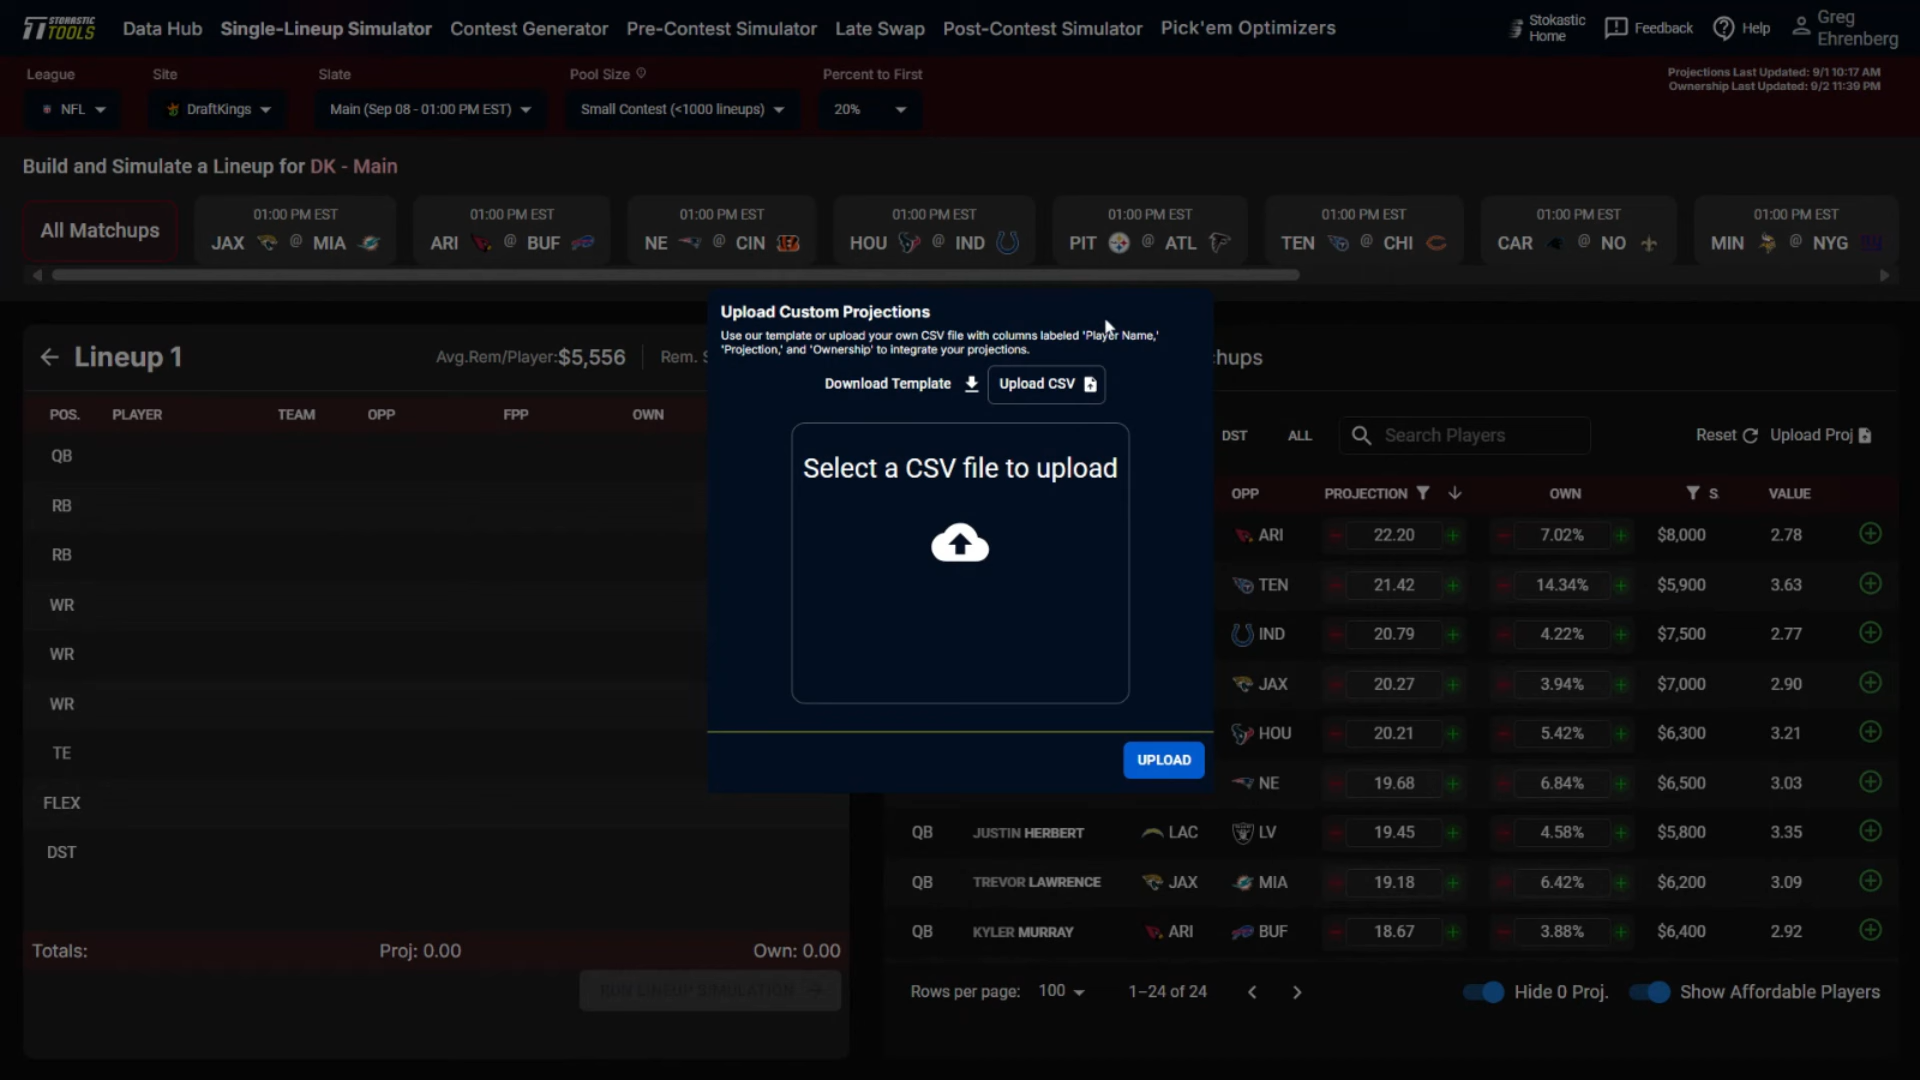 STOKASTIC TOOLS
Data Hub Single-Lineup Simulator Contest Generator Pre-Contest Simulator Late Swap Post-Contest Simulator Pick'em Optimizers
Stokastic Home Feedback Help Greg Ehrenberg
League Site Slate Pool Size Percent to First
NFL DraftKings Main (Sep 08 - 01:00 PM EST) Small Contest (<1000 lineups) 20%
Projections Last Updated: 9/1 10:17 AM
Ownership Last Updated: 9/2 11:39 PM
Build and Simulate a Lineup for DK - Main
All Matchups
01:00 PM EST
JAX @ MIA
01:00 PM EST
ARI @ BUF
01:00 PM EST
NE @ CIN
01:00 PM EST
HOU @ IND
01:00 PM EST
PIT @ ATL
01:00 PM EST
TEN @ CHI
01:00 PM EST
CAR @ NO
01:00 PM EST
MIN @ NYG
Upload Custom Projections
Use our template or upload your own CSV file with columns labeled 'Player Name,'
'Projection,' and 'Ownership' to integrate your projections.
Download Template Upload CSV
Select a CSV file to upload
UPLOAD
Lineup 1 Avg.Rem/Player:$5,556 Rem.
POS. PLAYER TEAM OPP FPP OWN
QB
RB
RB
WR
WR
WR
TE
FLEX
DST
Totals: Proj: 0.00 Own: 0.00
RUN LINEUP SIMULATION
DST ALL Search Players Reset Upload Proj
OPP PROJECTION OWN S VALUE
ARI 22.20 7.02% $8,000 2.78
TEN 21.42 14.34% $5,900 3.63
IND 20.79 4.22% $7,500 2.77
JAX 20.27 3.94% $7,000 2.90
HOU 20.21 5.42% $6,300 3.21
NE 19.68 6.84% $6,500 3.03
QB JUSTIN HERBERT LAC LV 19.45 4.58% $5,800 3.35
QB TREVOR LAWRENCE JAX MIA 19.18 6.42% $6,200 3.09
QB KYLER MURRAY ARI BUF 18.67 3.88% $6,400 2.92
Rows per page: 100 1–24 of 24 Hide 0 Proj. Show Affordable Players